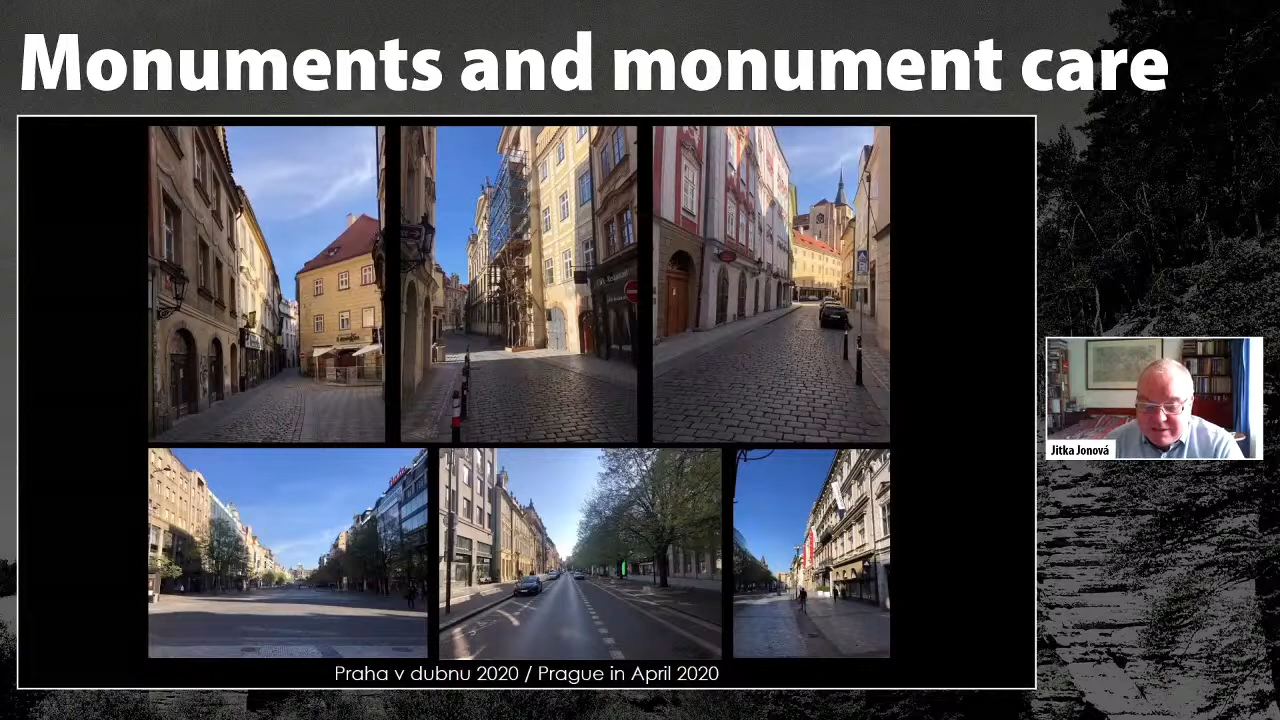 Monuments and monument care
Jitka Jonová
Praha v dubnu 2020 / Prague in April 2020